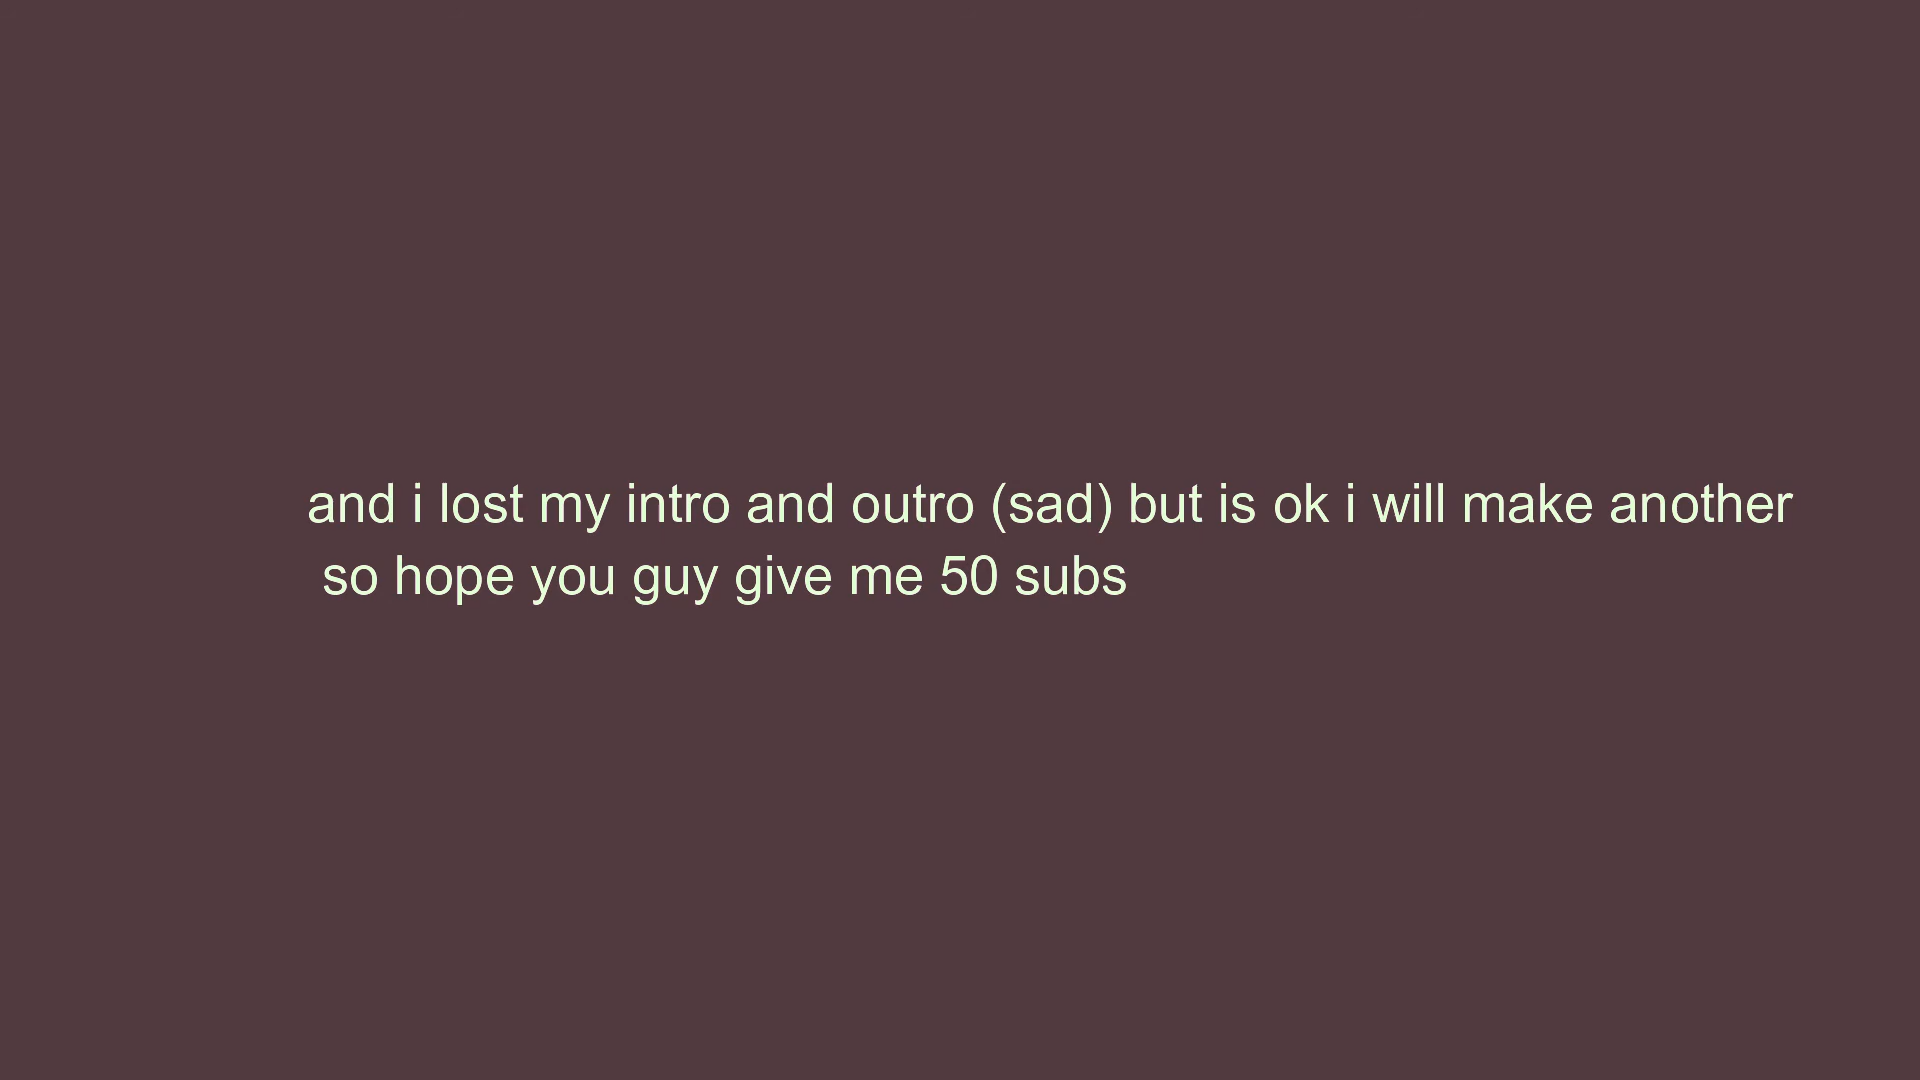 and i lost my intro and outro (sad) but is ok i will make another
so hope you guy give me 50 subs